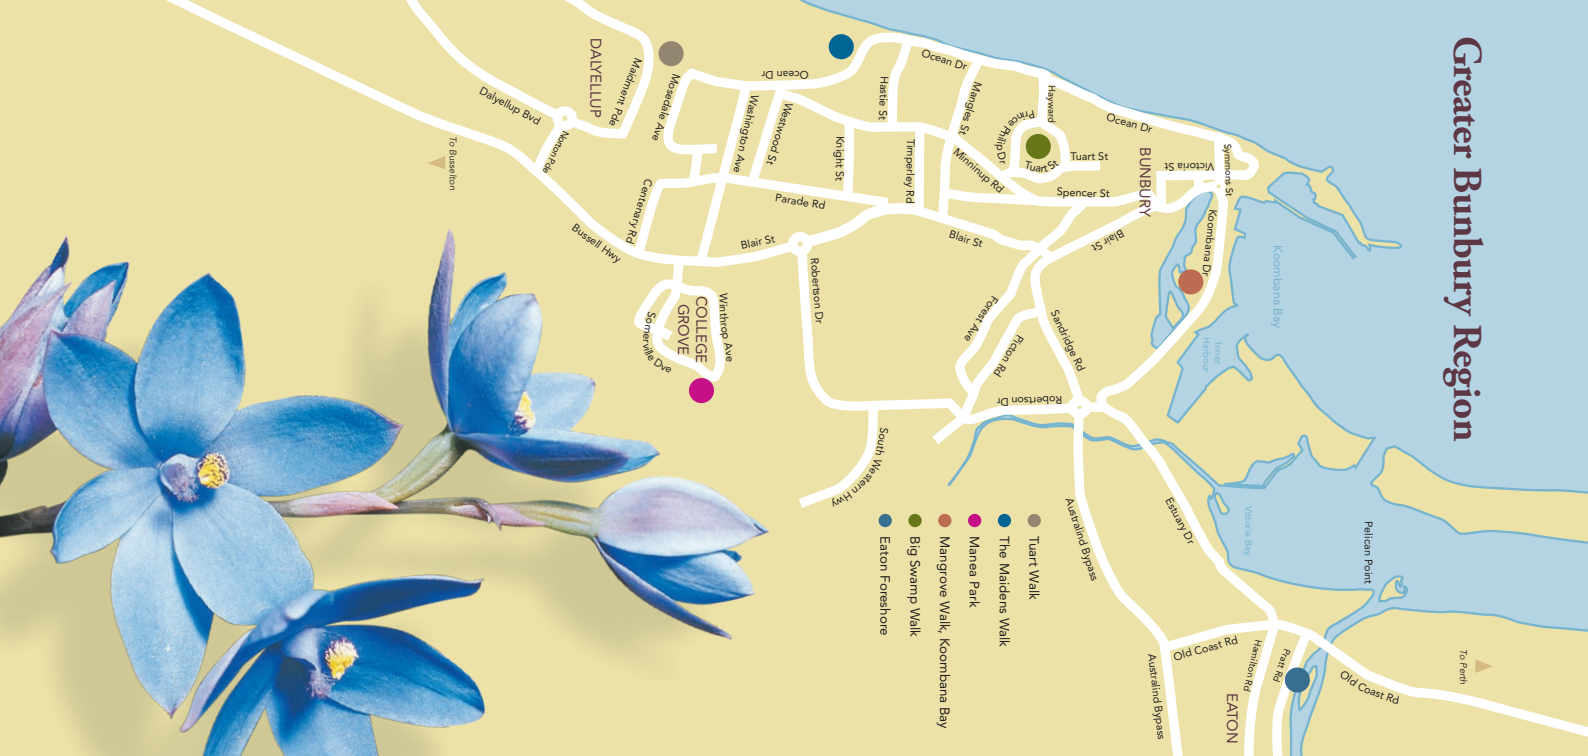 Greater Bunbury Region
To Perth
Old Coast Rd
Pelican Point
Koombana Bay
Vittoria Bay
Inner
Harbour
Pratt Rd
Hamilton Rd
EATON
Old Coast Rd
Estuary Dr
Symmons St
Koombana Dr
Victoria St
BUNBURY
Ocean Dr
Blair St
Australind Bypass
Australind Bypass
Hayward
Prince Philip Dr
Tuart St
Tuart St
Spencer St
Sandridge Rd
Robertson Dr
Picton Rd
Forest Ave
Mangles St
Minninup Rd
Blair St
Ocean Dr
Hastie St
Timperley Rd
Knight St
Parade Rd
Blair St
Robertson Dr
South Western Hwy
Ocean Dr
Westwood St
Washington Ave
Winthrop Ave
COLLEGE
GROVE
Somerville Dve
Mosedale Ave
Centenary Rd
Bussell Hwy
Maidment Pde
DALYELLUP
Norton Pde
Dalyellup Bvd
To Busselton
Tuart Walk
The Maidens Walk
Manea Park
Mangrove Walk, Koombana Bay
Big Swamp Walk
Eaton Foreshore